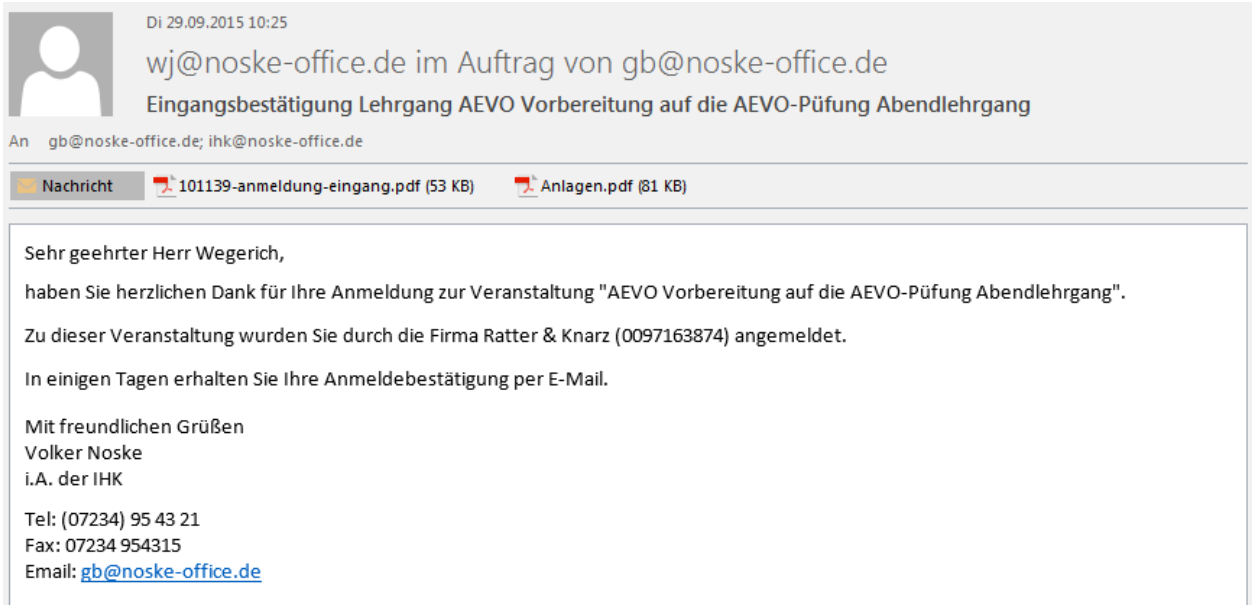 Di 29.09.2015 10:25
wj@noske-office.de im Auftrag von gb@noske-office.de
Eingangsbestätigung Lehrgang AEVO Vorbereitung auf die AEVO-Püfung Abendlehrgang
An gb@noske-office.de; ihk@noske-office.de
Nachricht 101139-anmeldung-eingang.pdf (53 KB) Anlagen.pdf (81 KB)
Sehr geehrter Herr Wegerich,
haben Sie herzlichen Dank für Ihre Anmeldung zur Veranstaltung "AEVO Vorbereitung auf die AEVO-Püfung Abendlehrgang".
Zu dieser Veranstaltung wurden Sie durch die Firma Ratter & Knarz (0097163874) angemeldet.
In einigen Tagen erhalten Sie Ihre Anmeldebestätigung per E-Mail.
Mit freundlichen Grüßen
Volker Noske
i.A. der IHK
Tel: (07234) 95 43 21
Fax: 07234 954315
Email: gb@noske-office.de